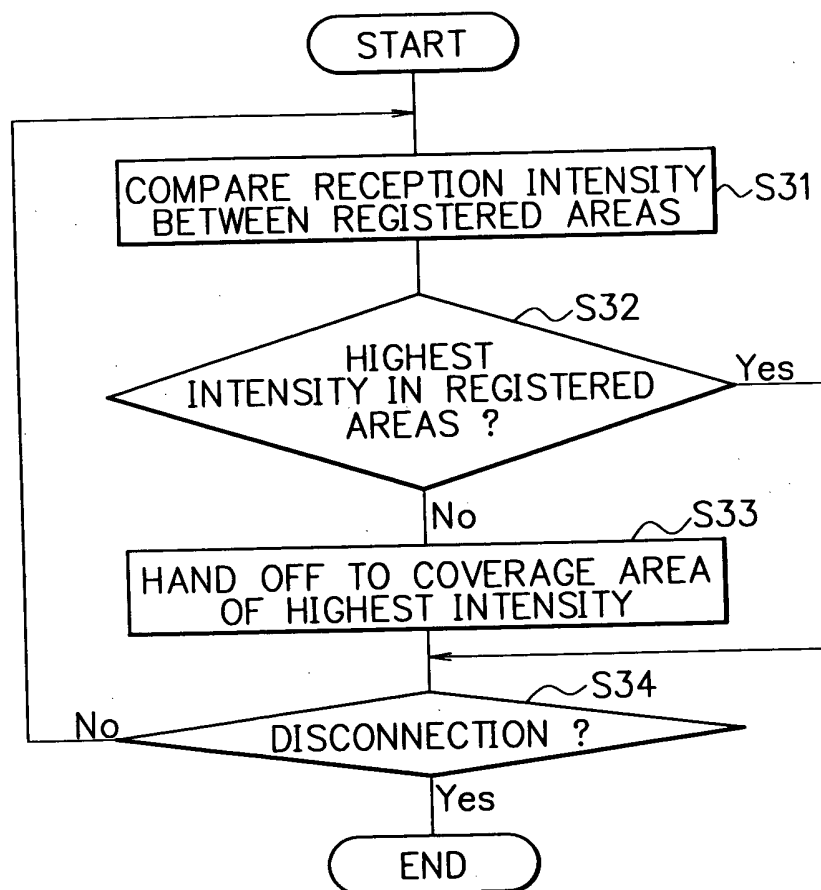 START
COMPARE RECEPTION INTENSITY
BETWEEN REGISTERED AREAS
S31
S32
HIGHEST
INTENSITY IN REGISTERED
AREAS ?
Yes
No
S33
HAND OFF TO COVERAGE AREA
OF HIGHEST INTENSITY
S34
No
DISCONNECTION ?
Yes
END